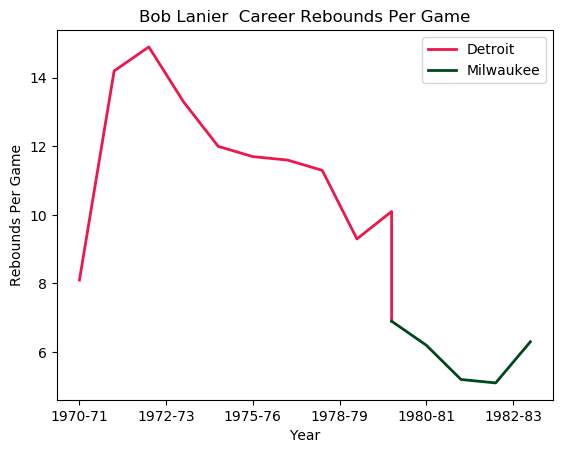 Bob Lanier  Career Rebounds Per Game
Detroit
Milwaukee
Rebounds Per Game
14
12
10
8
6
1970-71
1972-73
1975-76
1978-79
1980-81
1982-83
Year